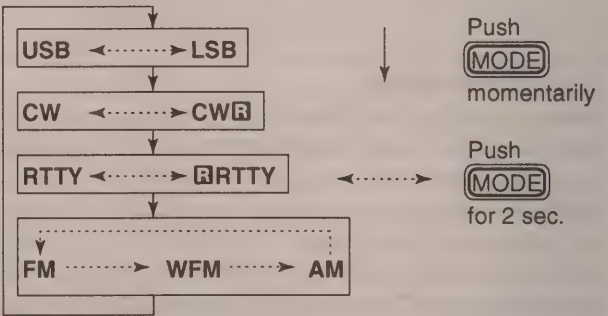 USB LSB
CW CWR
RTTY RRTTY
FM WFM AM
Push
MODE
momentarily
Push
MODE
for 2 sec.